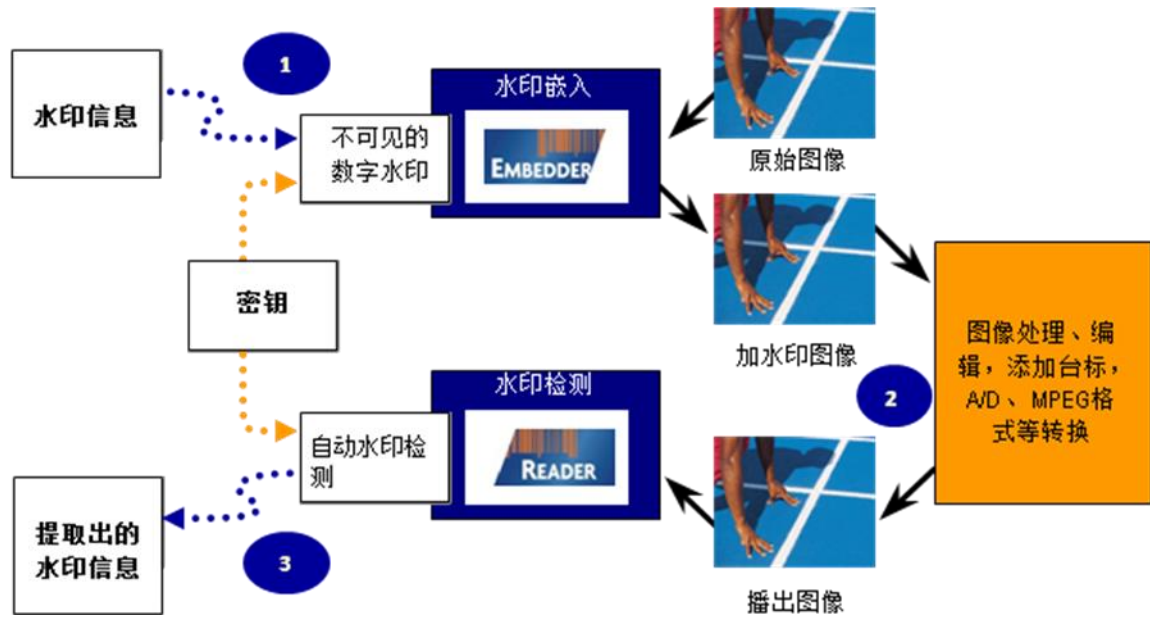 1
水印信息
不可见的
数字水印
水印嵌入
EMBEDDER
原始图像
加水印图像
密钥
图像处理、编
辑，添加台标，
A/D、MPEG格
式等转换
2
水印检测
READER
自动水印检
测
播出图像
提取出的
水印信息
3